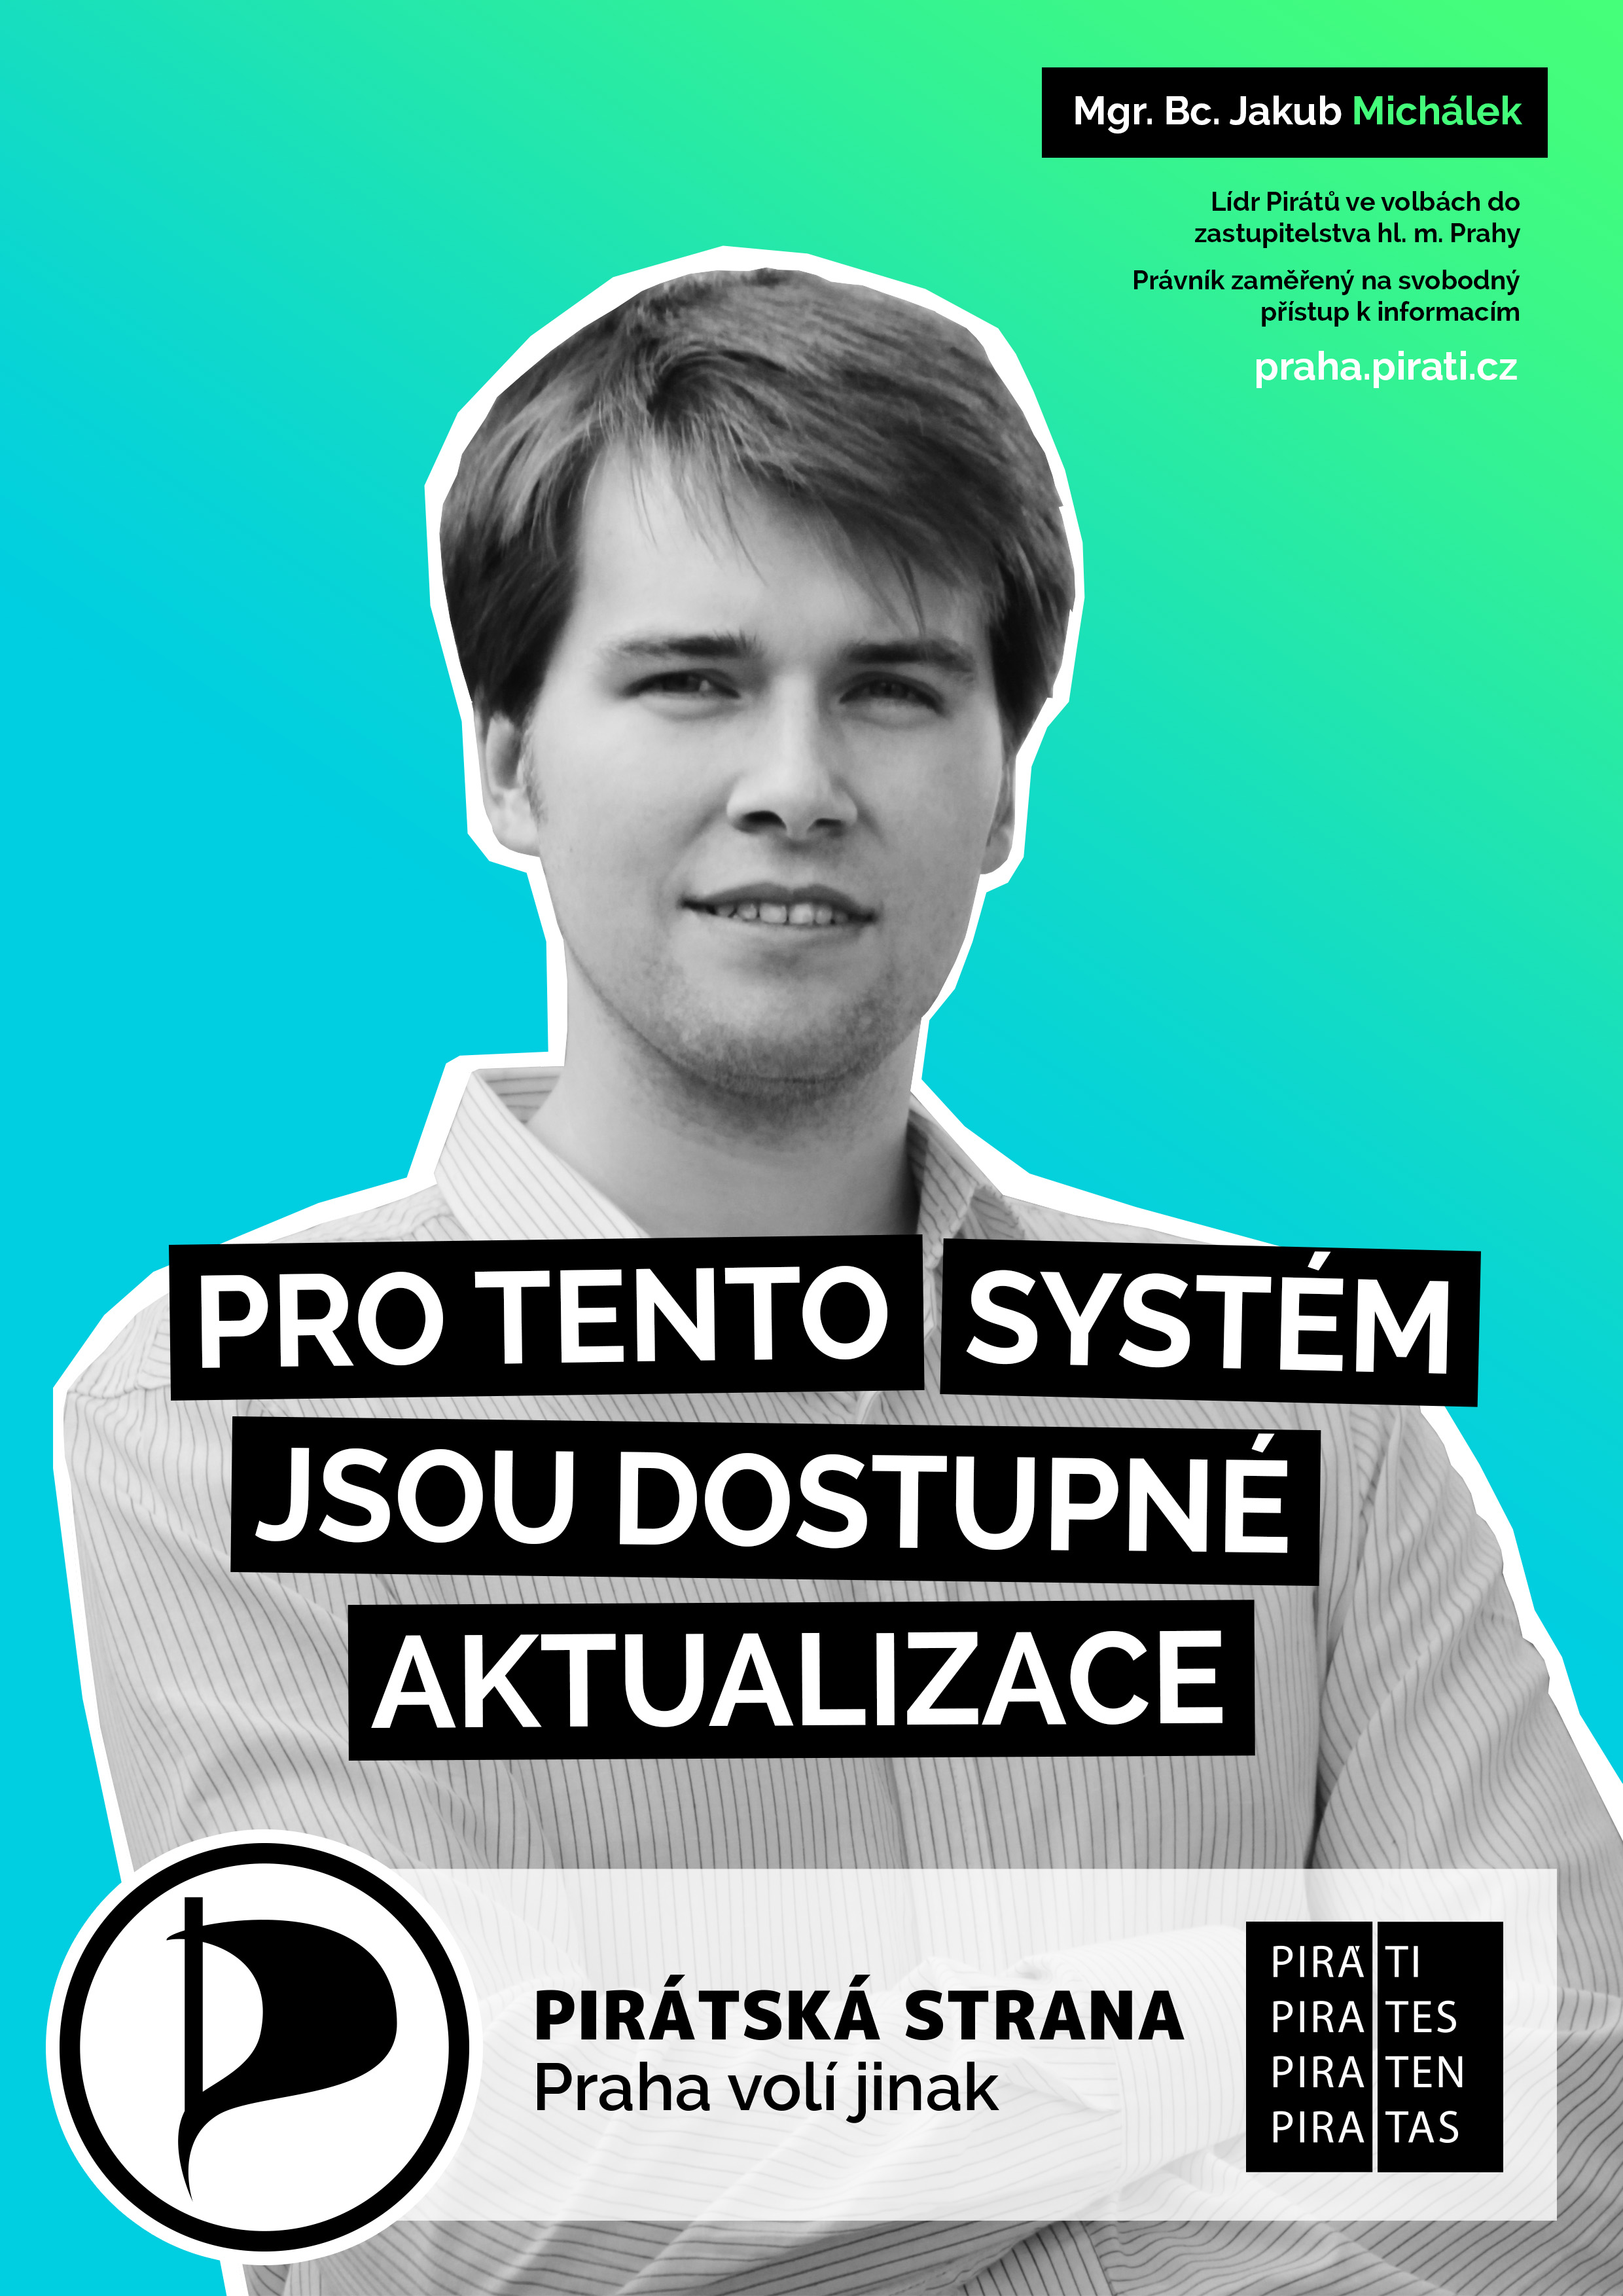 Mgr. Bc. Jakub Michálek
Lídr Pirátů ve volbách do
zastupitelstva hl. m. Prahy
Právník zaměřený na svobodný
přístup k informacím
praha.pirati.cz
PRO TENTO SYSTÉM
JSOU DOSTUPNÉ
AKTUALIZACE
PIRÁTSKÁ STRANA
Praha volí jinak
PIRÁ TI
PIRA TES
PIRA TEN
PIRA TAS